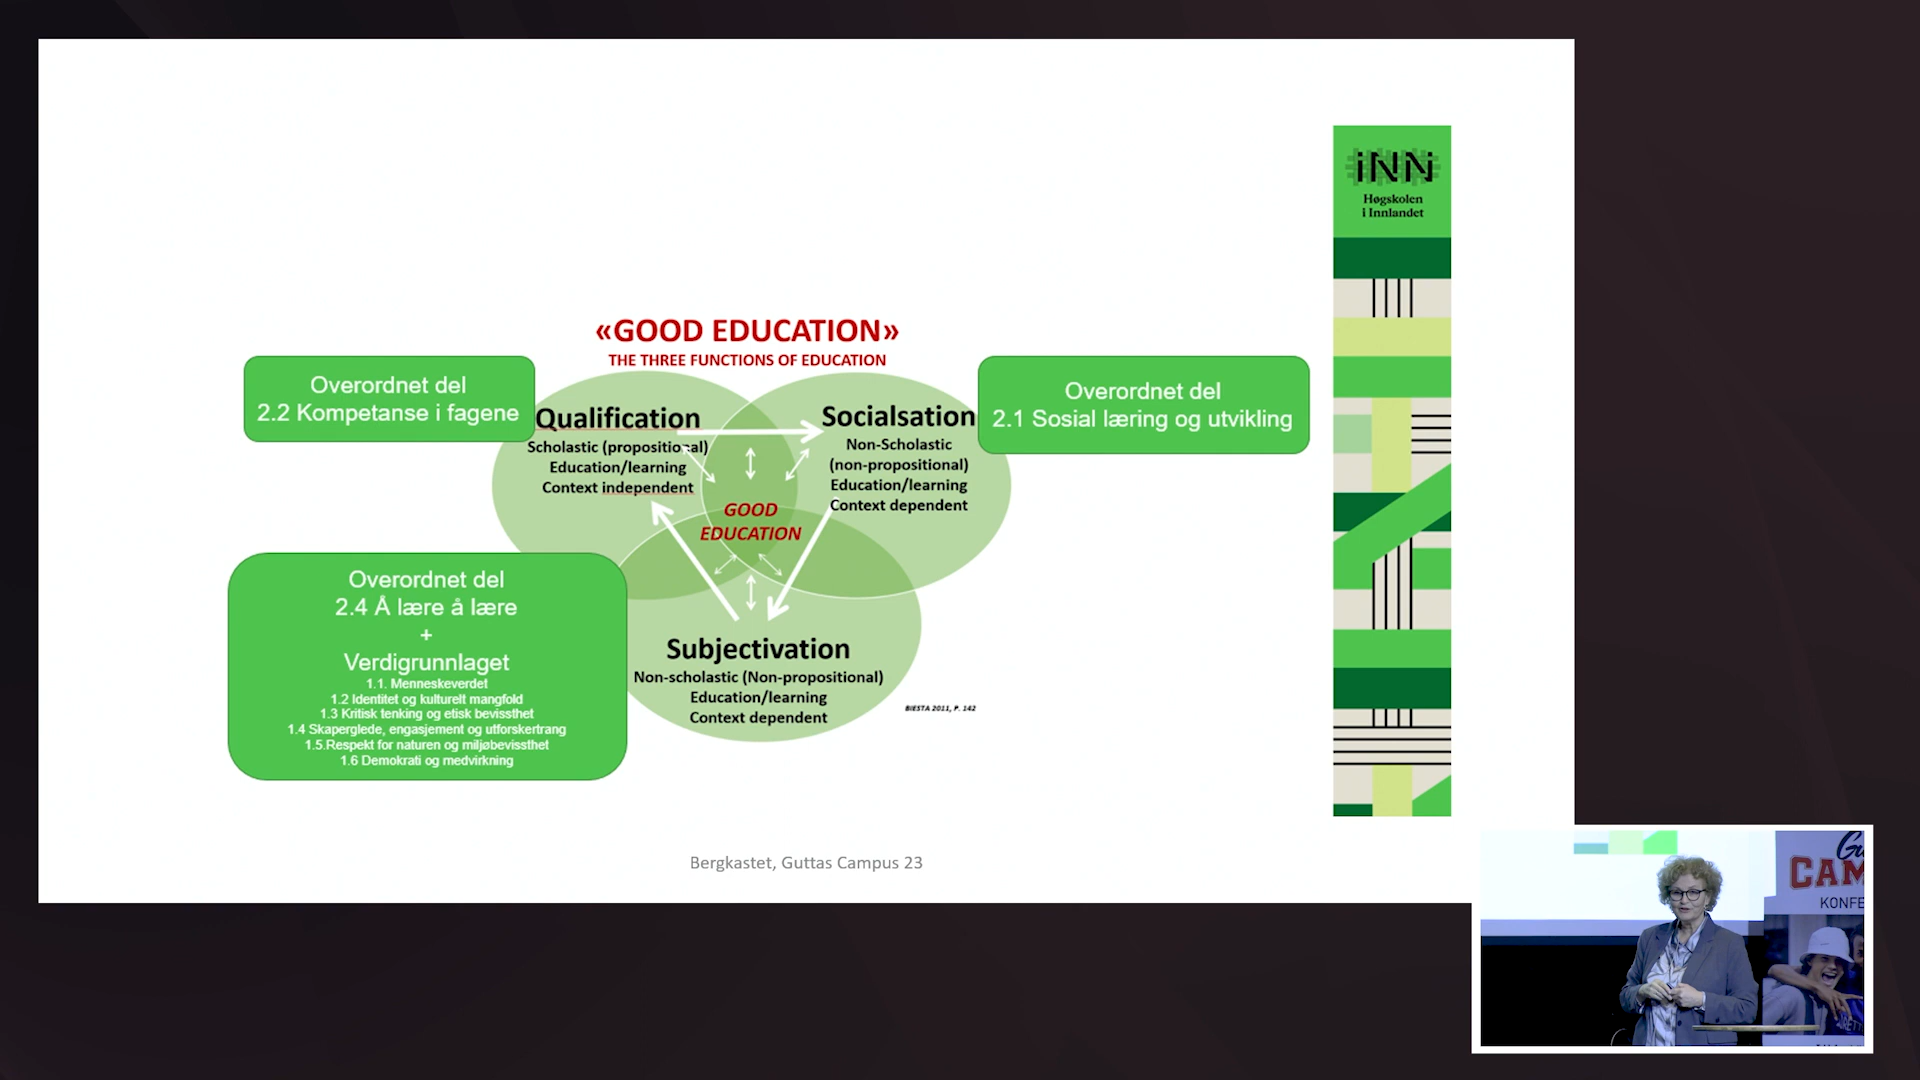 «GOOD EDUCATION»
THE THREE FUNCTIONS OF EDUCATION
Overordnet del
2.2 Kompetanse i fagene
Qualification
Scholastic (propositional)
Education/learning
Context independent
Socialsation
Non-Scholastic
(non-propositional)
Education/learning
Context dependent
Overordnet del
2.1 Sosial læring og utvikling
GOOD
EDUCATION
Overordnet del
2.4 Å lære å lære
+
Verdigrunnlaget
1.1. Menneskeverdet
1.2 Identitet og kulturelt mangfold
1.3 Kritisk tenking og etisk bevissthet
1.4 Skaperglede, engasjement og utforskertrang
1.5.Respekt for naturen og miljøbevissthet
1.6 Demokrati og medvirkning
Subjectivation
Non-scholastic (Non-propositional)
Education/learning
Context dependent
BIESTA 2011, P. 142
Bergkastet, Guttas Campus 23
iNN
Høgskolen
i Innlandet
Gu
CAM
KONFE